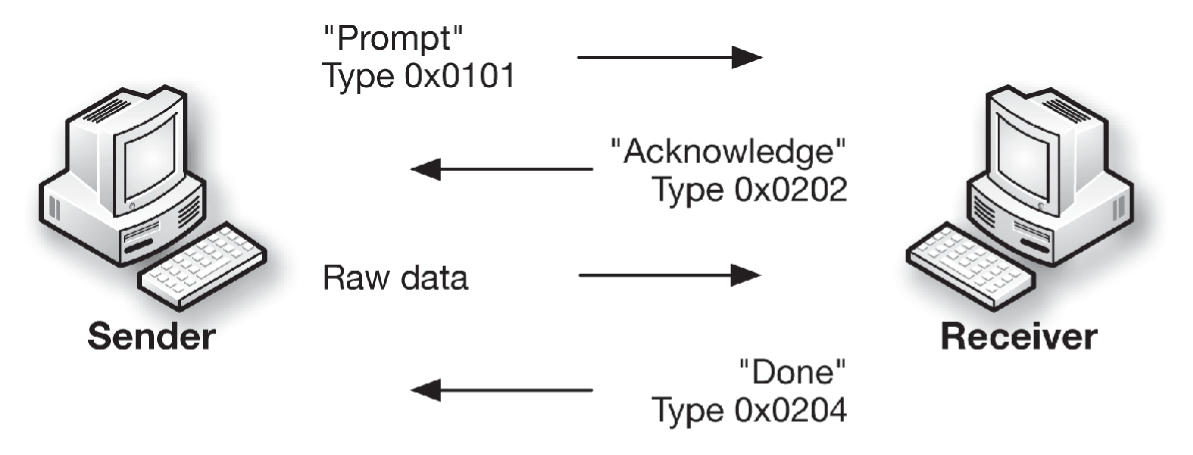 "Prompt"
Type 0x0101
"Acknowledge"
Type 0x0202
Raw data
"Done"
Type 0x0204
Sender
Receiver